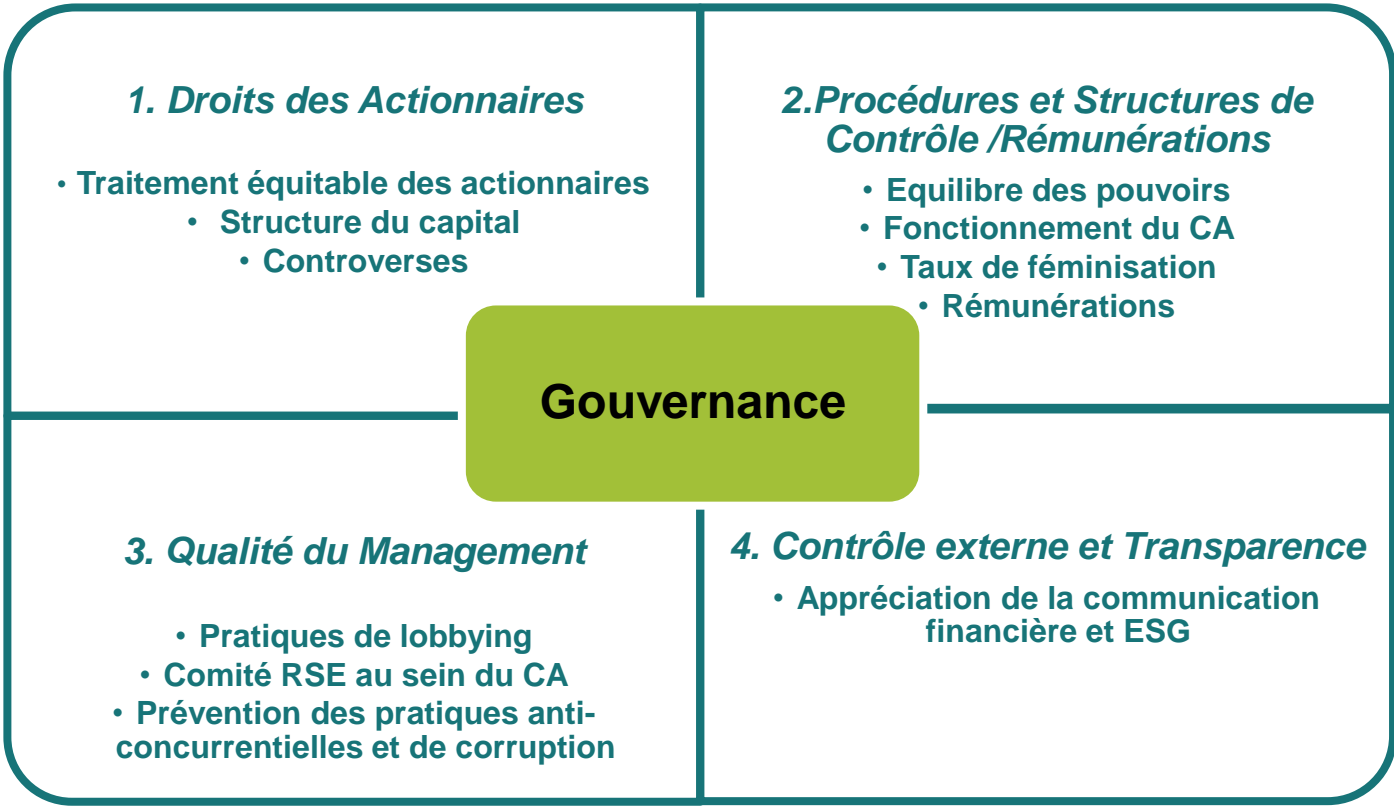 1. Droits des Actionnaires
• Traitement équitable des actionnaires
• Structure du capital
• Controverses
2.Procédures et Structures de
Contrôle /Rémunérations
• Equilibre des pouvoirs
• Fonctionnement du CA
• Taux de féminisation
• Rémunérations
Gouvernance
3. Qualité du Management
• Pratiques de lobbying
• Comité RSE au sein du CA
• Prévention des pratiques anti-
concurrentielles et de corruption
4. Contrôle externe et Transparence
• Appréciation de la communication
financière et ESG